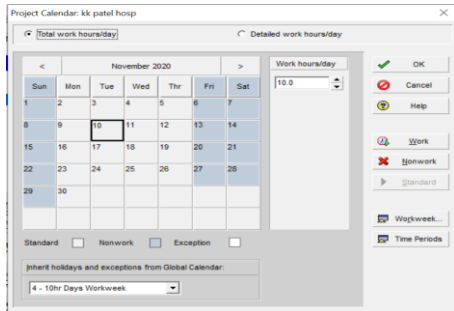 Project Calendar: kk patel hosp
Total work hours/day
Detailed work hours/day
< November 2020 >
Sun Mon Tue Wed Thr Fri Sat
1 2 3 4 5 6 7
8 9 10 11 12 13 14
15 16 17 18 19 20 21
22 23 24 25 26 27 28
29 30
Standard Nonwork Exception
Inherit holidays and exceptions from Global Calendar:
4 - 10hr Days Workweek
Work hours/day
10.0
OK
Cancel
Help
Work
Nonwork
Standard
Workweek...
Time Periods